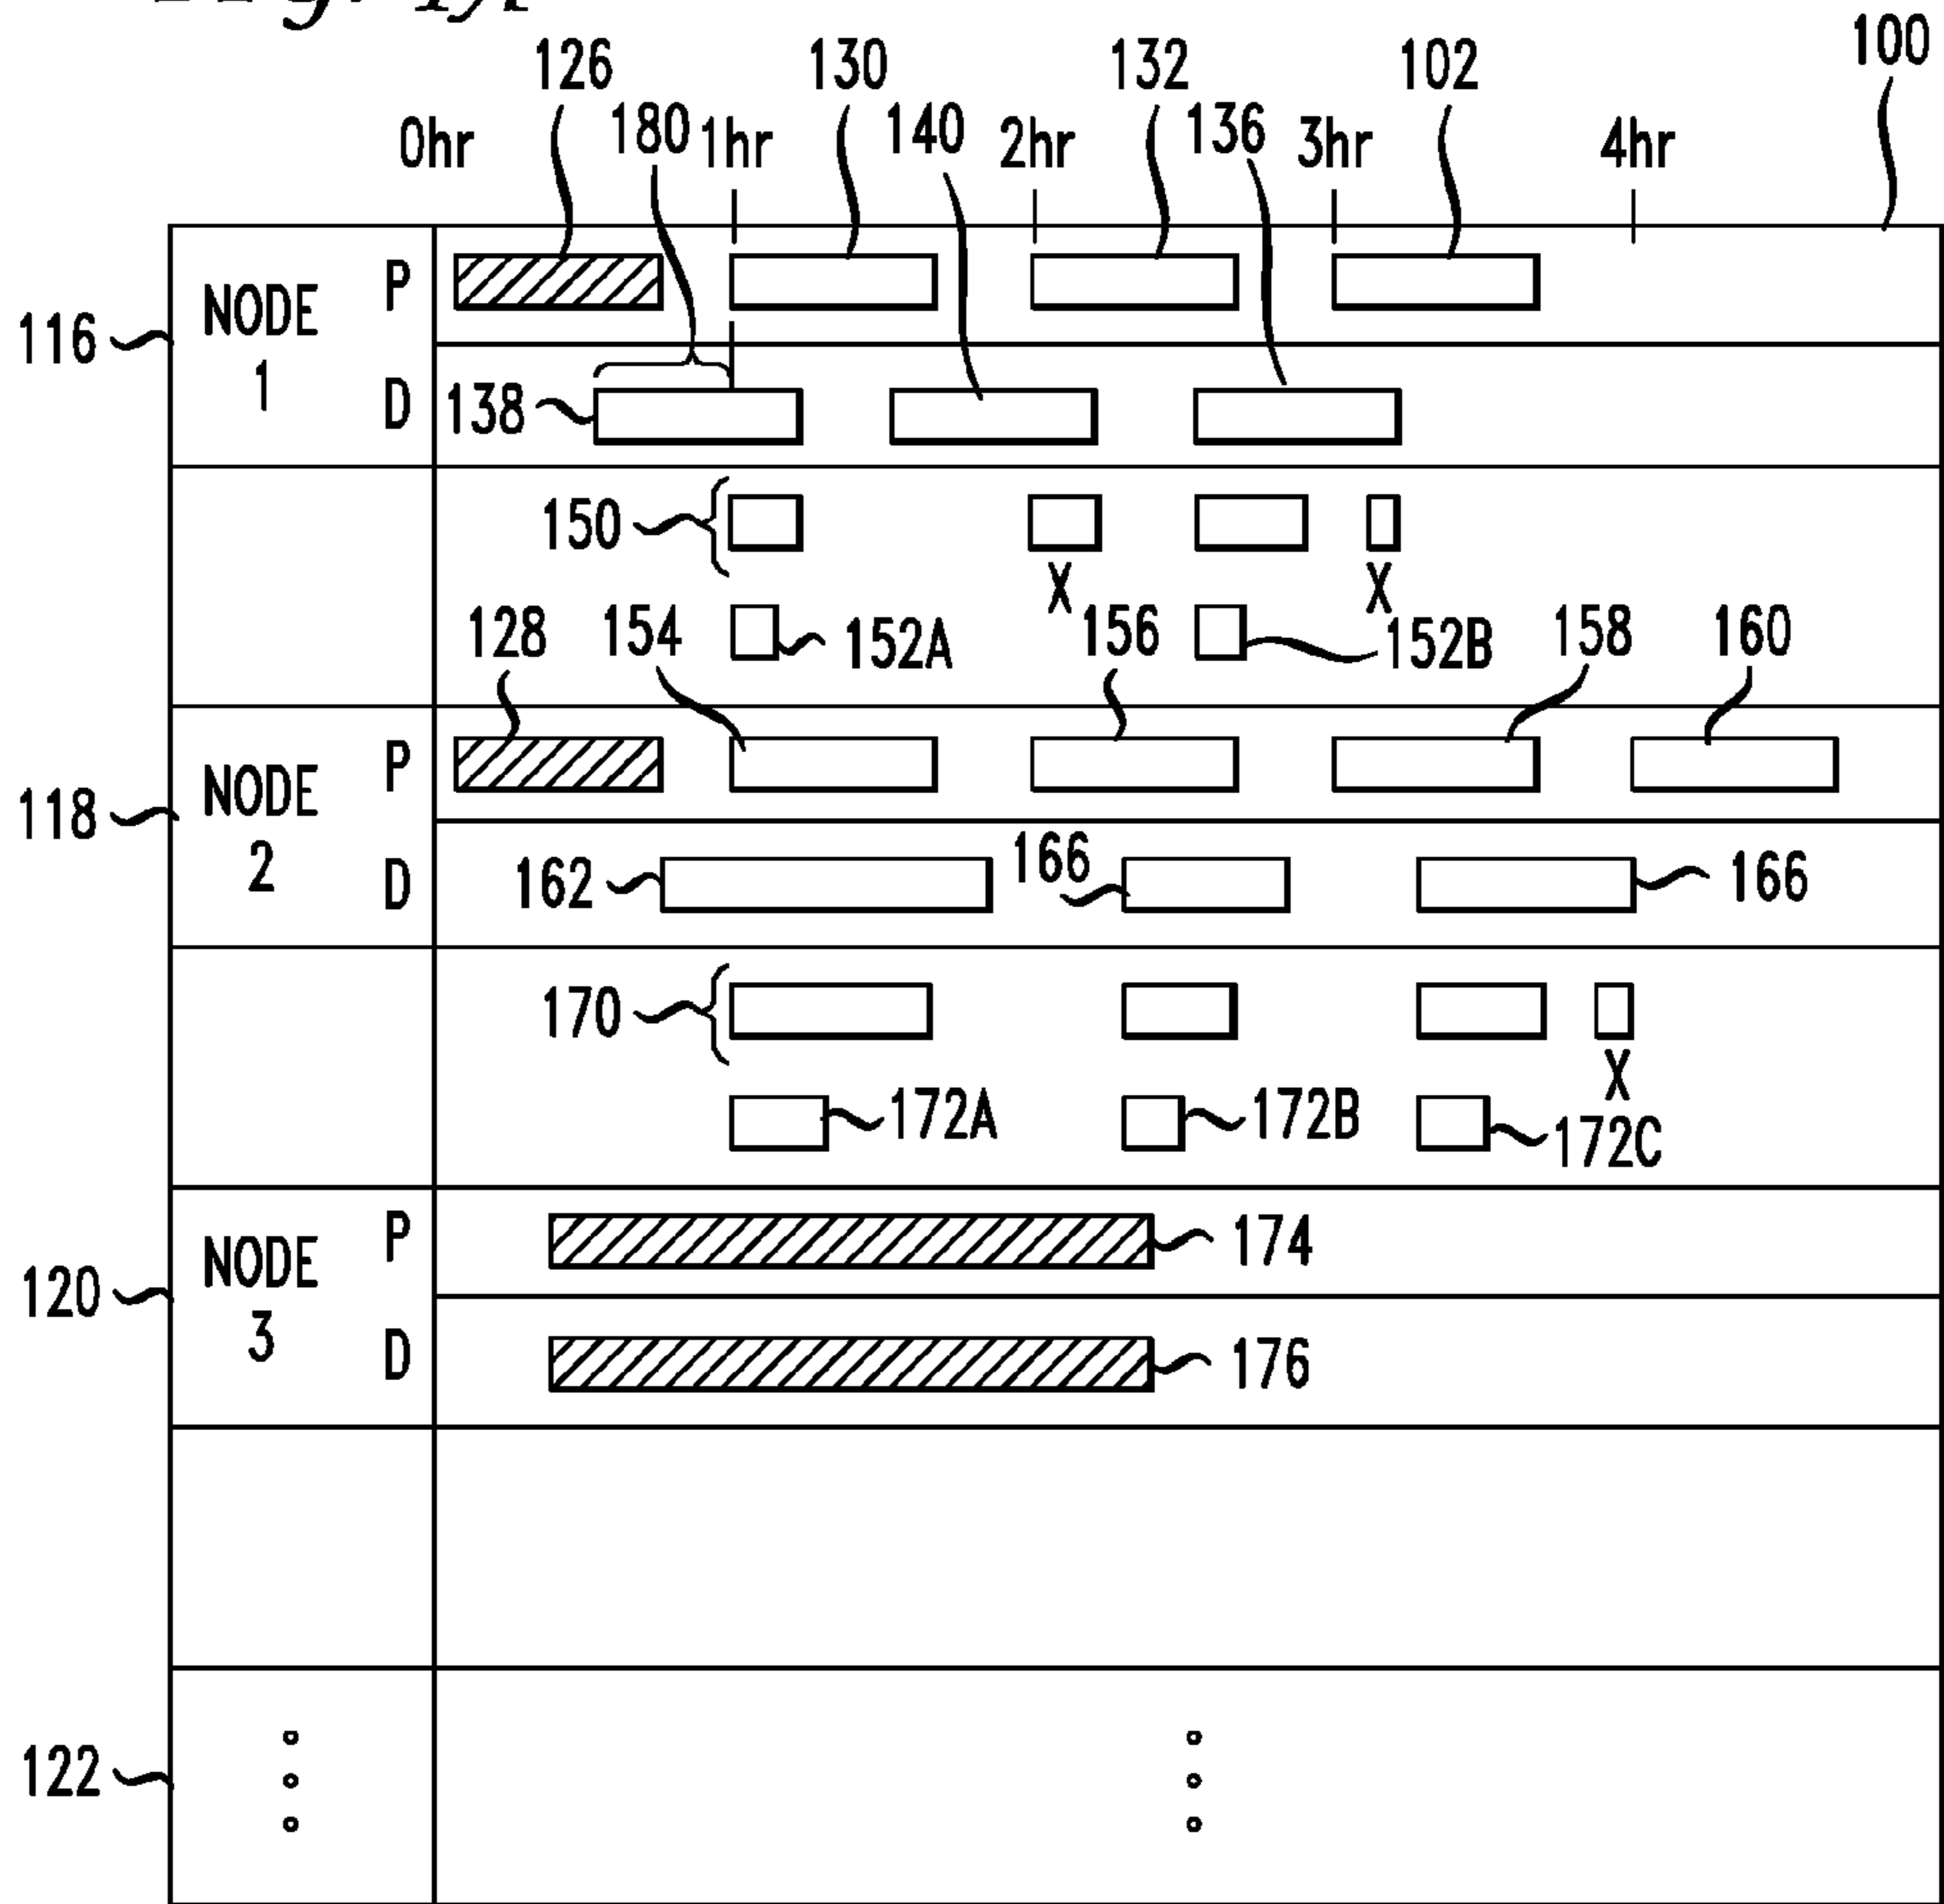 126 130 132 102 100
0hr 180 1hr 140 2hr 136 3hr 4hr
116 NODE 1 P
D 138
150
X X
128 154 152A 156 152B 158 160
118 NODE 2 P
D 162 166 166
170
X
172A 172B 172C
120 NODE 3 P 174
D 176
122